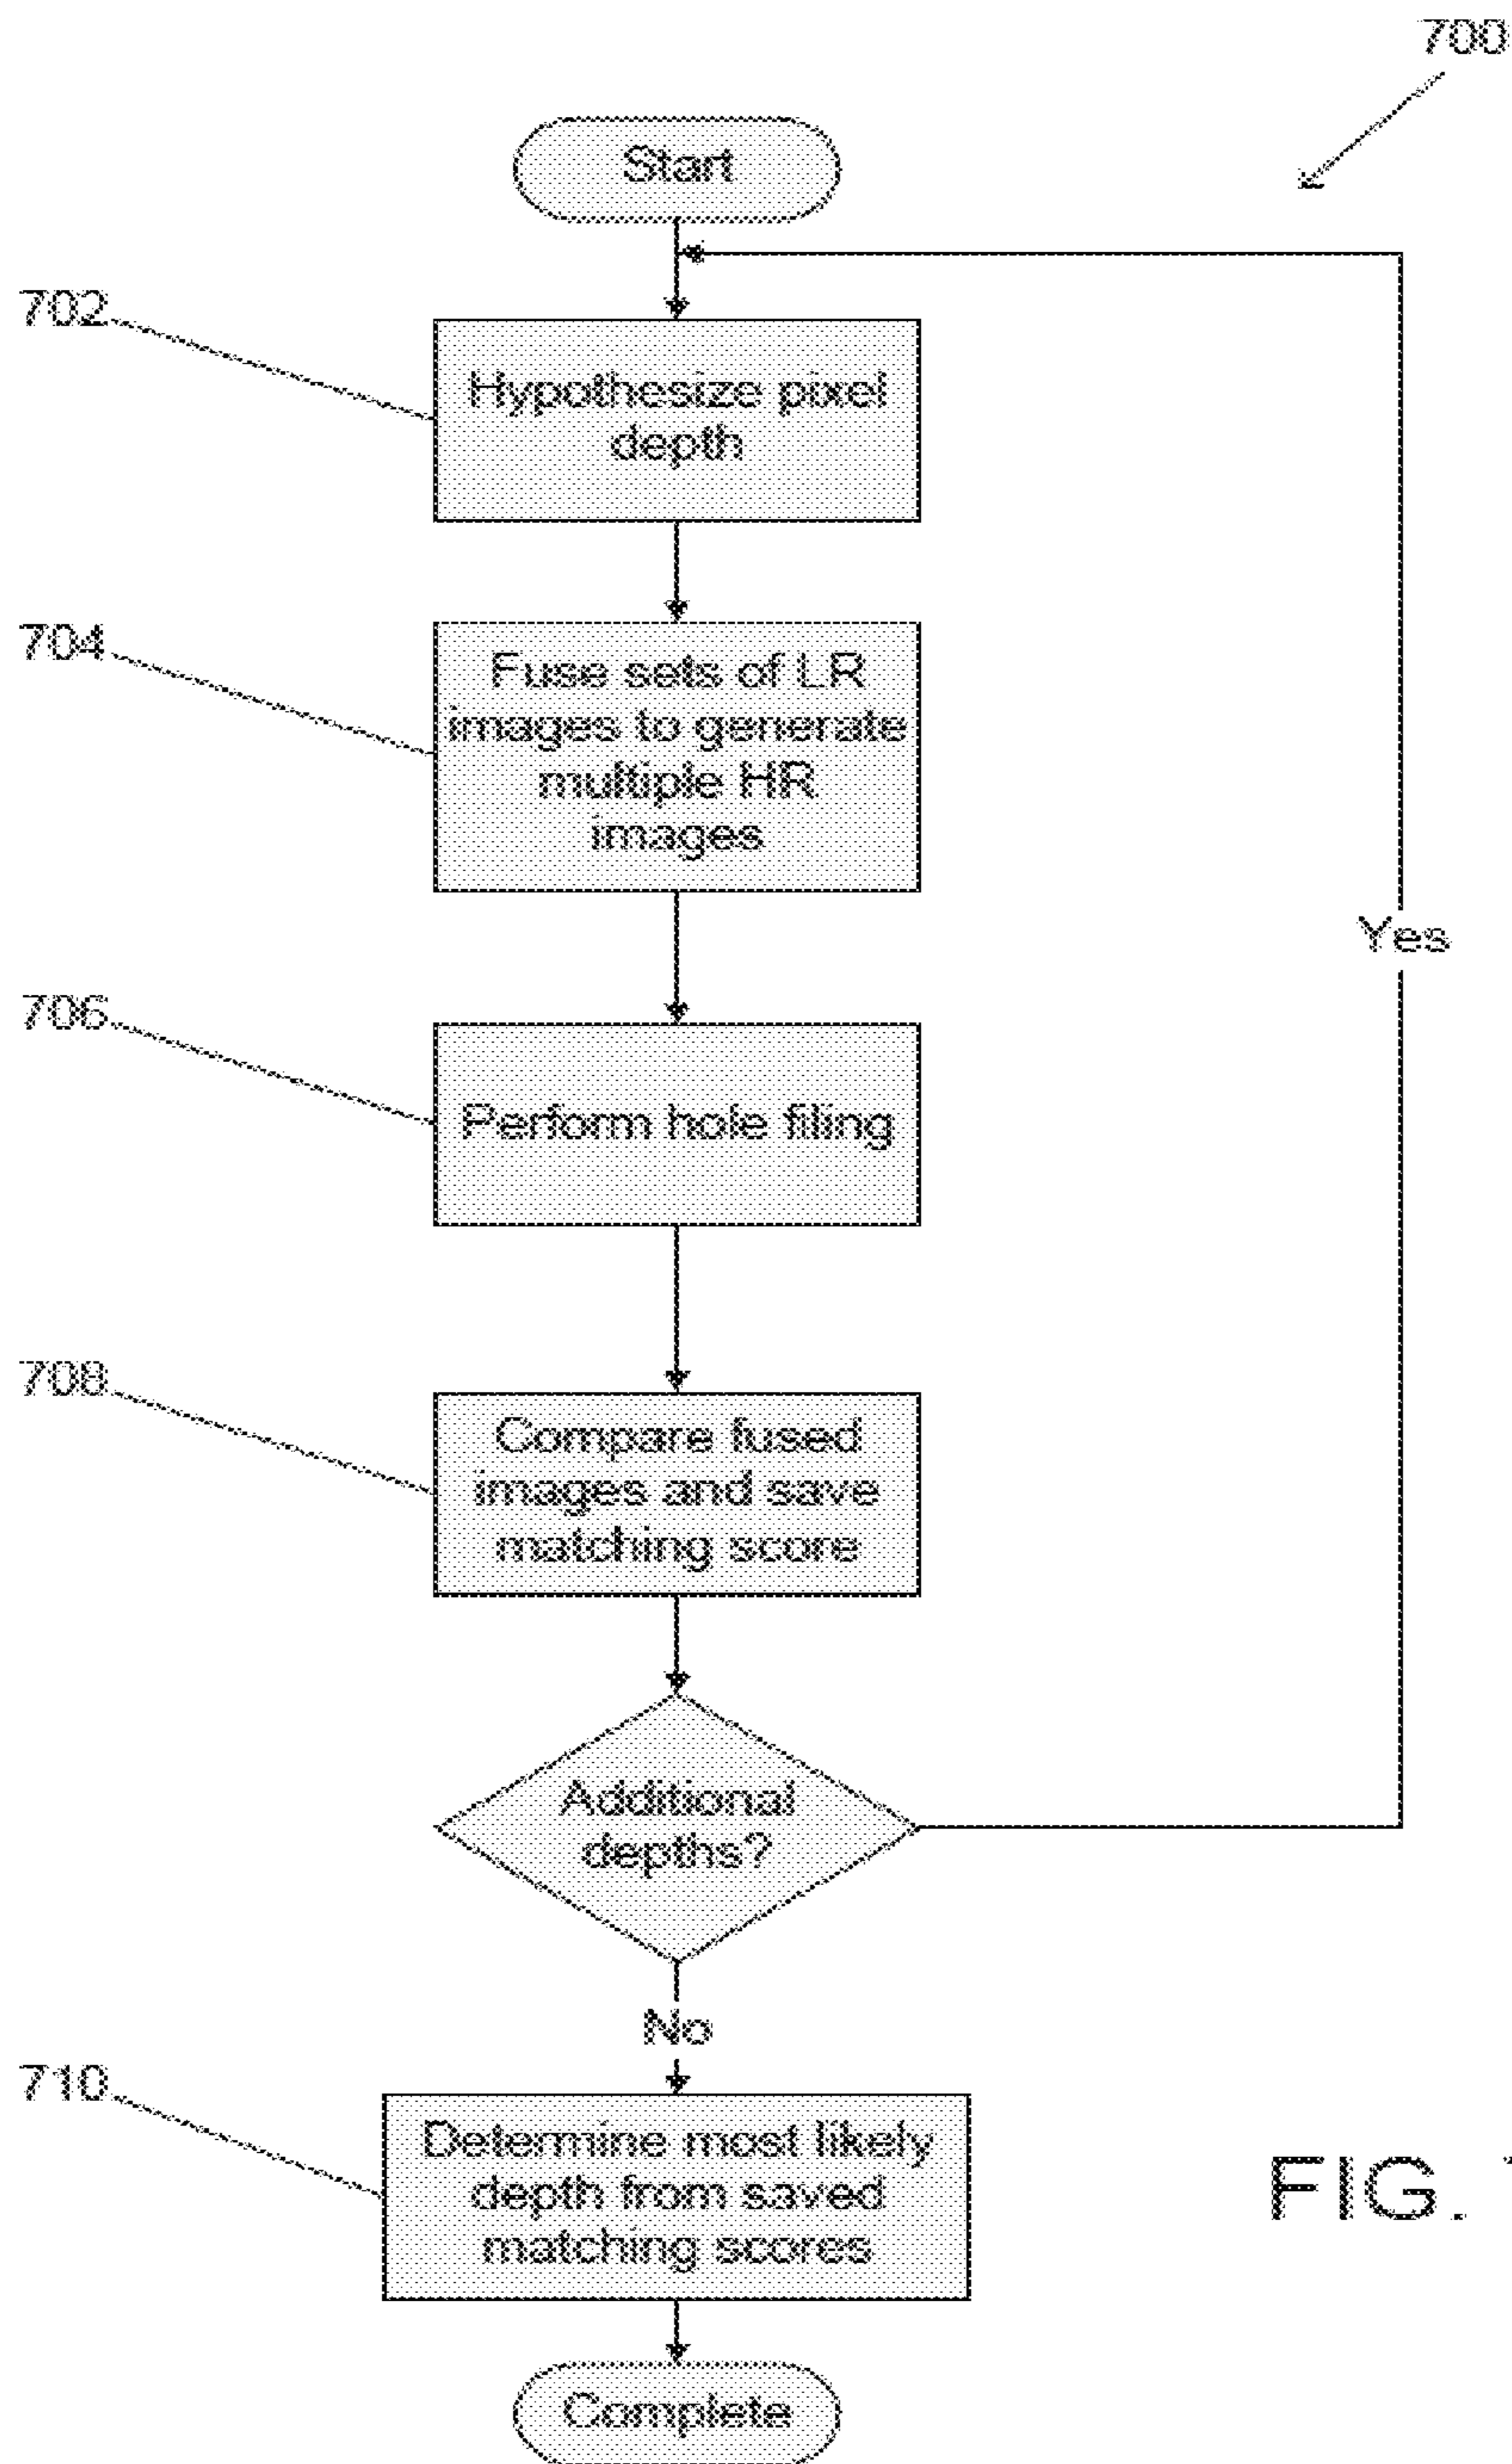 700
Start
702
Hypothesize pixel
depth
704
Fuse sets of LR
images to generate
multiple HR
images
Yes
706
Perform hole filling
708
Compare fused
images and save
matching score
Additional
depths?
No
710
Determine most likely
depth from saved
matching scores
FIG.
Complete